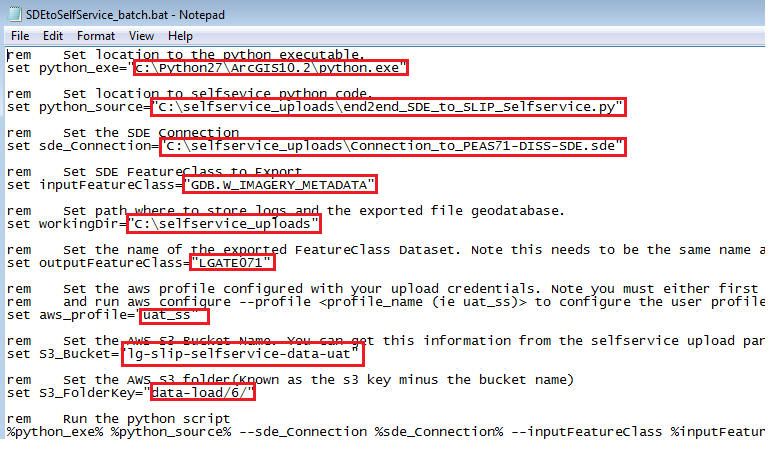 SDEtoSelfService_batch.bat - Notepad
File Edit Format View Help
rem Set location to the python executable.
set python_exe="c:\Python27\ArcGIS10.2\python.exe"
rem Set location to selfsevice python code.
set python_source="C:\selfsevice_uploads\end2end_SDE_to_SLIP_Selfservice.py"
rem Set the SDE Connection
set sde_Connection="C:\selfservice_uploads\Connection_to_PEAS71-DISS-SDE.sde"
rem Set SDE FeatureClass to Export
set inputFeatureClass="GDB.W_IMAGERY_METADATA"
rem Set path where to store logs and the exported file geodatabase.
set workingDir="C:\selfservice_uploads"
rem Set the name of the exported FeatureClass Dataset. Note this needs to be the same name a
set outputFeatureClass="LGATE071"
rem Set the aws profile configured with your upload credentials. Note you must either first
rem and run aws configure --profile <profile_name (ie uat_ss)> to configure the user profile
set aws_profile="uat_ss"
rem Set the AWS S3 Bucket Name. You can get this information from the selfservice upload pan
set S3_Bucket="lg-slip-selfservice-data-uat"
rem Set the AWS S3 folder(Known as the s3 key minus the bucket name)
set S3_FolderKey="data-load/6/"
rem Run the python script
%python_exe% %python_source% --sde_Connection %sde_Connection% --inputFeatureClass %inputFeatur